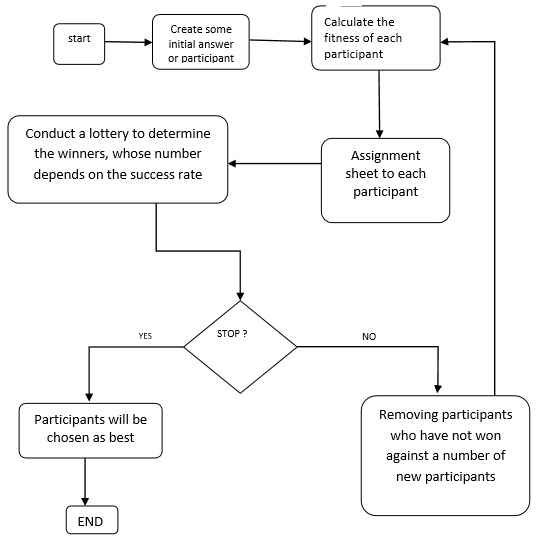 start
Create some
initial answer
or participant
Calculate the
fitness of each
participant
Conduct a lottery to determine
the winners, whose number
depends on the success rate
Assignment
sheet to each
participant
STOP ?
YES
NO
Participants will be
chosen as best
Removing participants
who have not won
against a number of
new participants
END